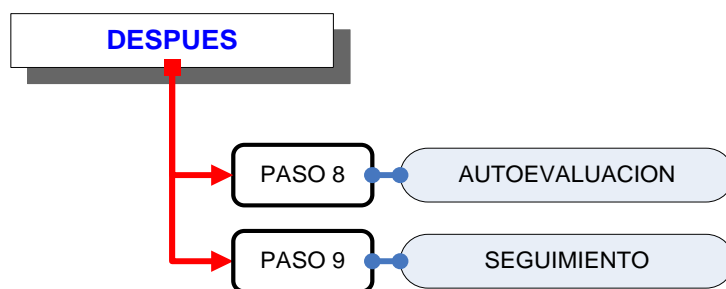 DESPUES
PASO 8 AUTOEVALUACION
PASO 9 SEGUIMIENTO